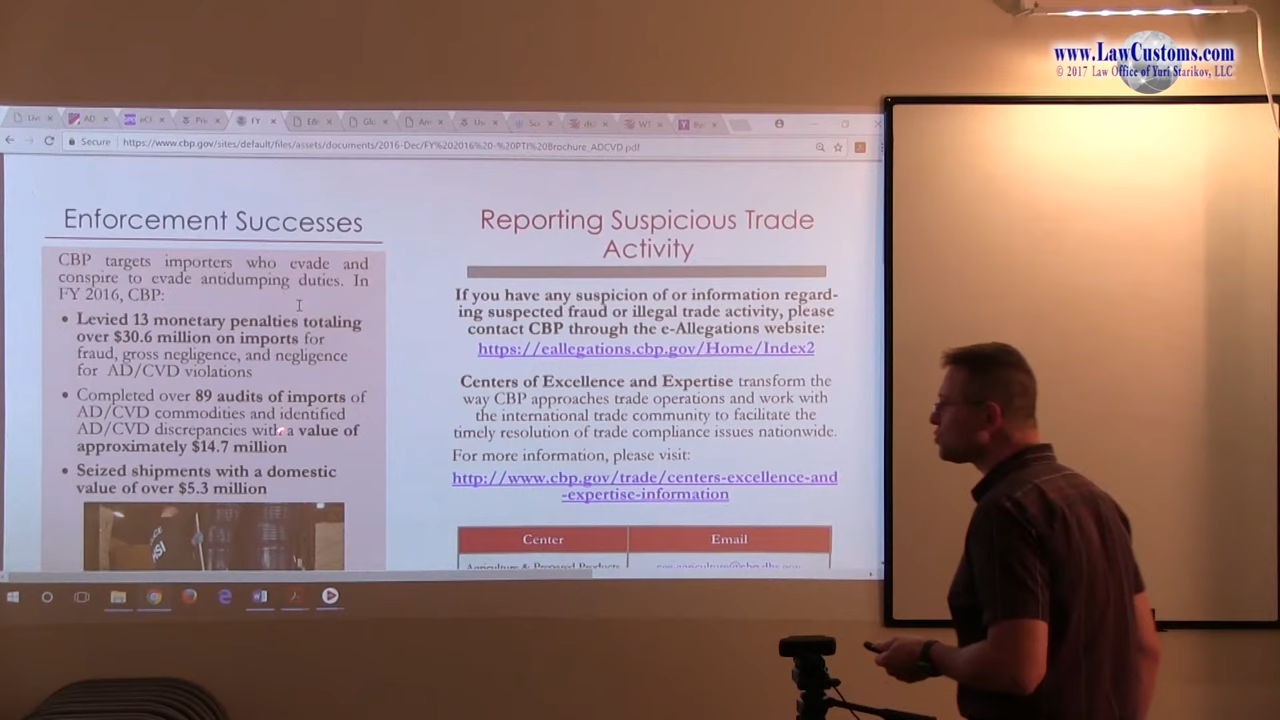 www.LawCustoms.com
© 2017 Law Office of Yuri Starikov, LLC
AD
FY
Secure
https://www.cbp.gov/sites/default/files/assets/documents/2016-Dec/FY%202016%20-%20PTI%20Brochure_ADCVD.pdf
Enforcement Successes
CBP targets importers who evade and
conspire to evade antidumping duties. In
FY 2016, CBP:
• Levied 13 monetary penalties totaling
over $30.6 million on imports for
fraud, gross negligence, and negligence
for AD/CVD violations
• Completed over 89 audits of imports of
AD/CVD commodities and identified
AD/CVD discrepancies with a value of
approximately $14.7 million
• Seized shipments with a domestic
value of over $5.3 million
Reporting Suspicious Trade
Activity
If you have any suspicion of or information regard-
ing suspected fraud or illegal trade activity, please
contact CBP through the e-Allegations website:
https://eallegations.cbp.gov/Home/Index2
Centers of Excellence and Expertise transform the
way CBP approaches trade operations and work with
the international trade community to facilitate the
timely resolution of trade compliance issues nationwide.
For more information, please visit:
http://www.cbp.gov/trade/centers-excellence-and
-expertise-information
Center Email
Agriculture & Prepared Products